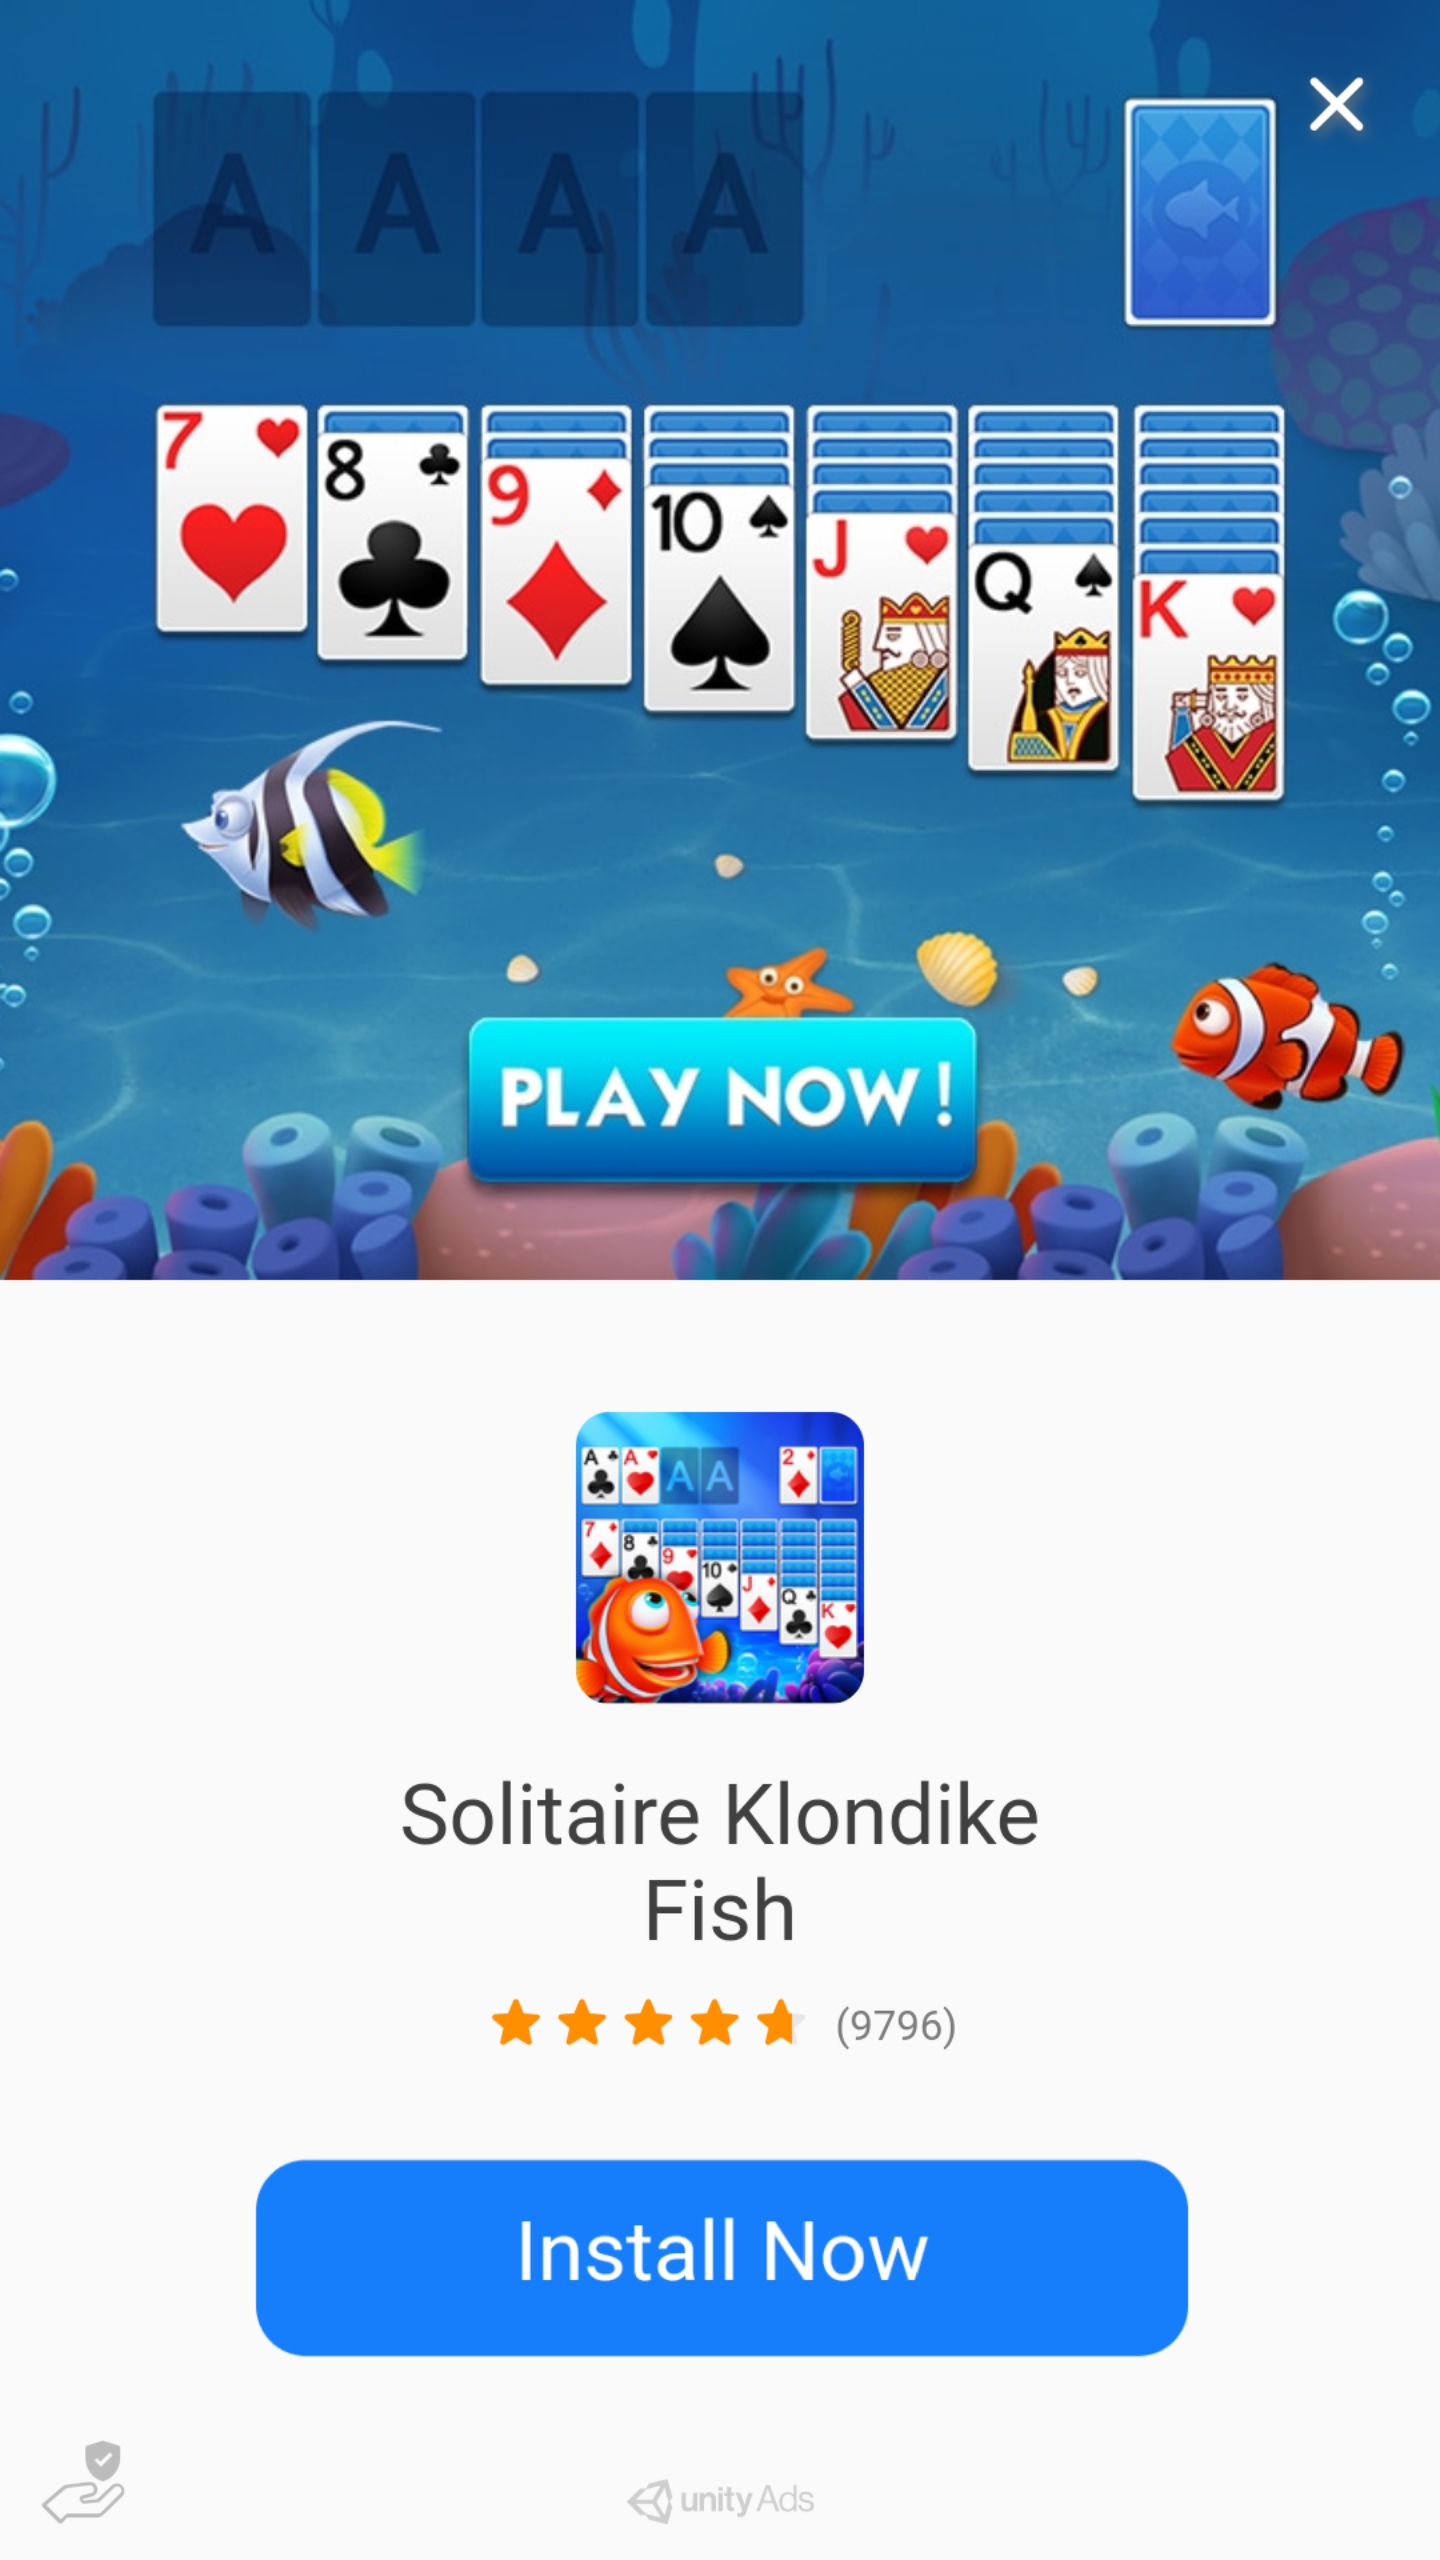 A A A A
7 8 9 10 J Q K
PLAY NOW!
A A A A 2
7 8 9 10 J Q K
Solitaire Klondike
Fish
(9796)
Install Now
unity Ads